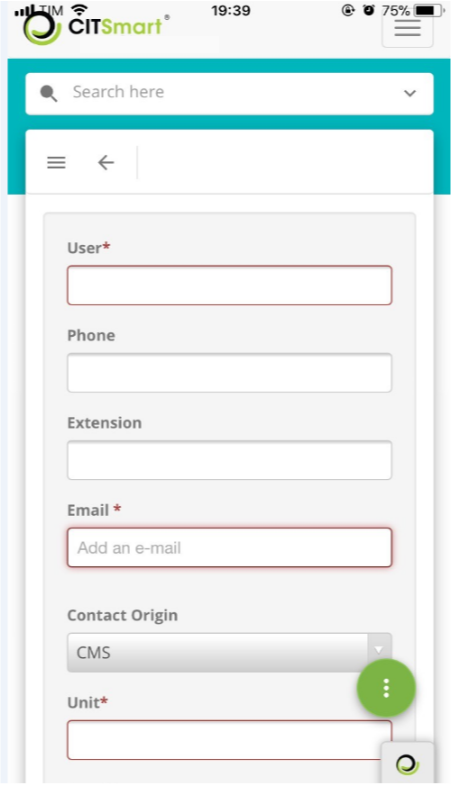 TIM 19:39 75%
CITSmart®
Search here
User*
Phone
Extension
Email *
Add an e-mail
Contact Origin
CMS
Unit*